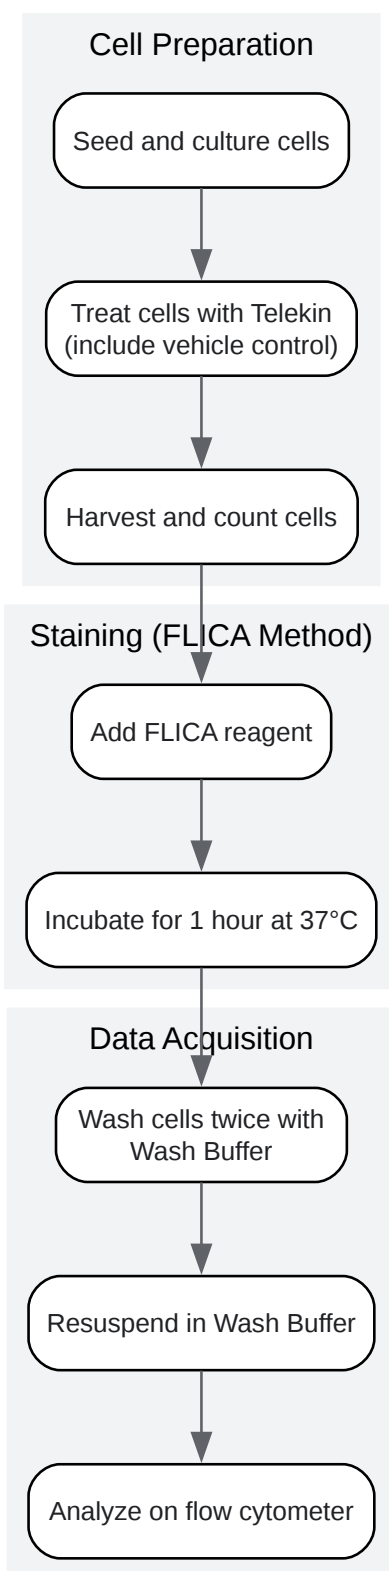 Cell Preparation
Seed and culture cells
Treat cells with Telekin
(include vehicle control)
Harvest and count cells
Staining (FLICA Method)
Add FLICA reagent
Incubate for 1 hour at 37°C
Data Acquisition
Wash cells twice with
Wash Buffer
Resuspend in Wash Buffer
Analyze on flow cytometer